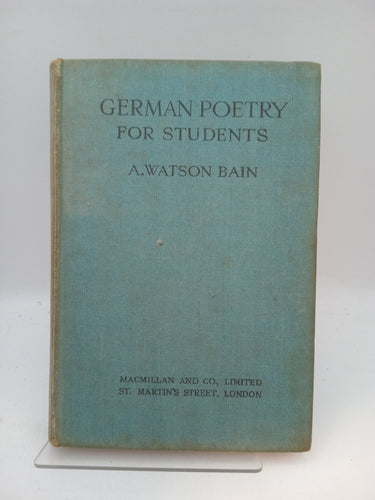 GERMAN POETRY
FOR STUDENTS
A. WATSON BAIN
MACMILLAN AND CO, LIMITED
ST. MARTIN'S STREET, LONDON